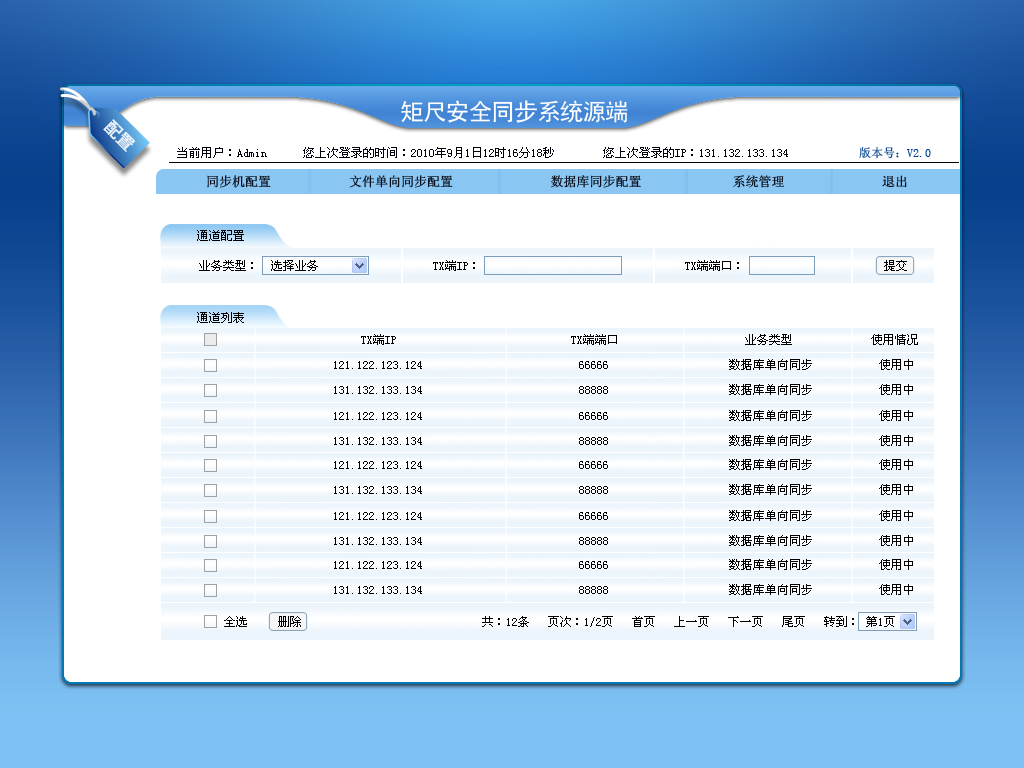 矩尺安全同步系统源端
配置
当前用户：Admin 您上次登录的时间：2010年9月1日12时16分18秒 您上次登录的IP：131.132.133.134 版本号：V2.0
同步机配置 文件单向同步配置 数据库同步配置 系统管理 退出
通道配置
业务类型： 选择业务 TX端IP： TX端端口： 提交
通道列表
TX端IP TX端端口 业务类型 使用情况
121.122.123.124 66666 数据库单向同步 使用中
131.132.133.134 88888 数据库单向同步 使用中
121.122.123.124 66666 数据库单向同步 使用中
131.132.133.134 88888 数据库单向同步 使用中
121.122.123.124 66666 数据库单向同步 使用中
131.132.133.134 88888 数据库单向同步 使用中
121.122.123.124 66666 数据库单向同步 使用中
131.132.133.134 88888 数据库单向同步 使用中
121.122.123.124 66666 数据库单向同步 使用中
131.132.133.134 88888 数据库单向同步 使用中
全选 删除 共：12条 页次：1/2页 首页 上一页 下一页 尾页 转到： 第1页